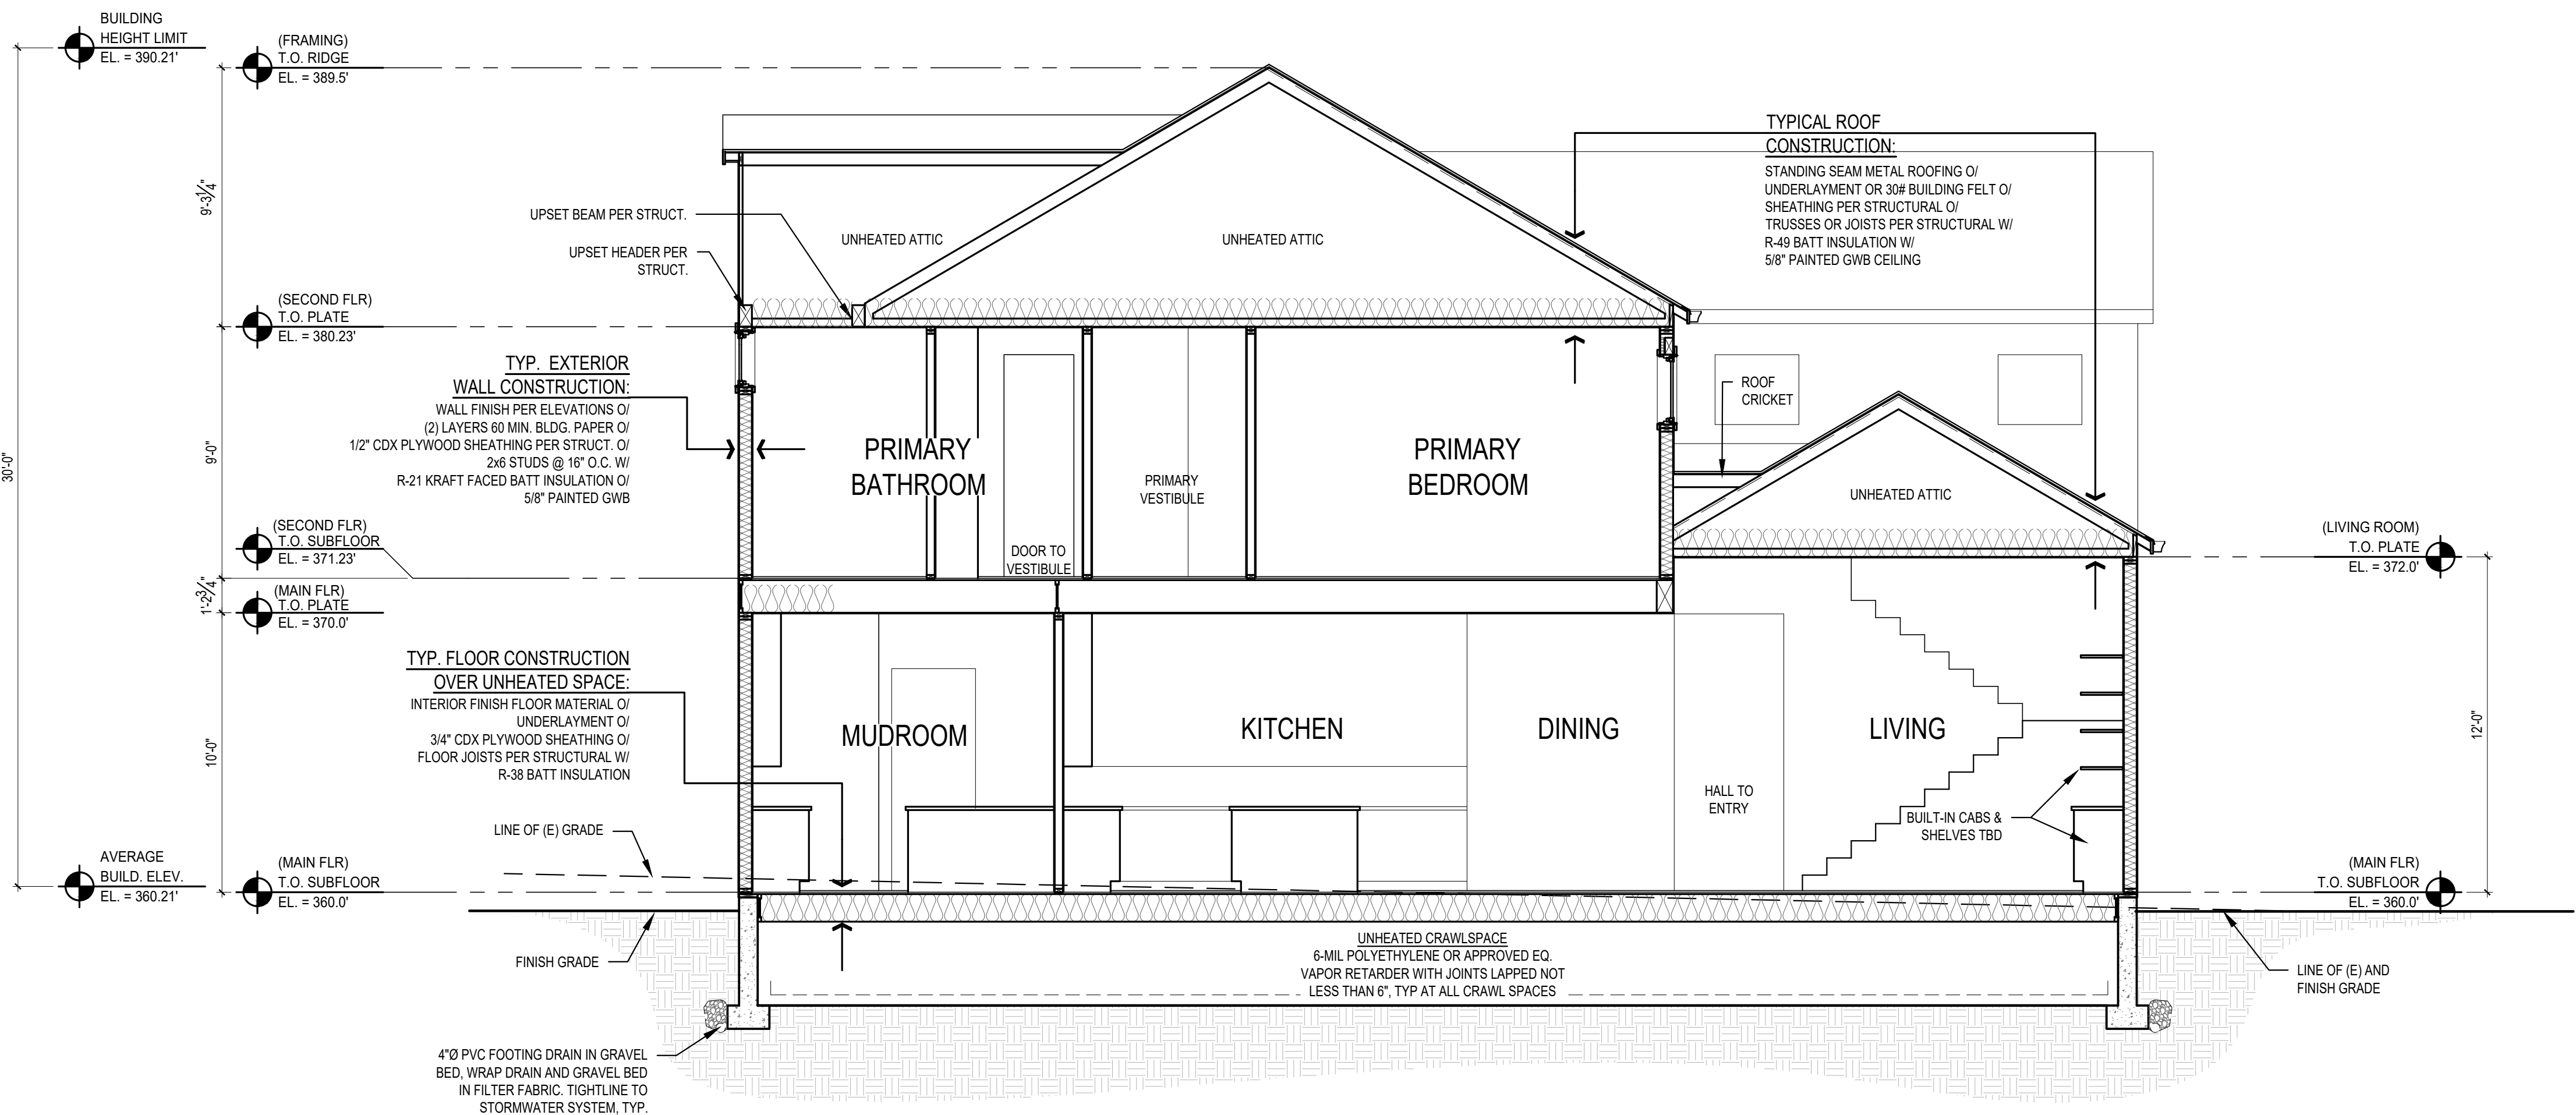 BUILDING
HEIGHT LIMIT
EL. = 390.21'
(FRAMING)
T.O. RIDGE
EL. = 389.5'
30'-0"
9'-3 1/4"
9'-0"
1'-2 3/4"
10'-0"
(SECOND FLR)
T.O. PLATE
EL. = 380.23'
(SECOND FLR)
T.O. SUBFLOOR
EL. = 371.23'
(MAIN FLR)
T.O. PLATE
EL. = 370.0'
AVERAGE
BUILD. ELEV.
EL. = 360.21'
(MAIN FLR)
T.O. SUBFLOOR
EL. = 360.0'
UPSET BEAM PER STRUCT.
UPSET HEADER PER
STRUCT.
TYP. EXTERIOR
WALL CONSTRUCTION:
WALL FINISH PER ELEVATIONS O/
(2) LAYERS 60 MIN. BLDG. PAPER O/
1/2" CDX PLYWOOD SHEATHING PER STRUCT. O/
2x6 STUDS @ 16" O.C. W/
R-21 KRAFT FACED BATT INSULATION O/
5/8" PAINTED GWB
TYP. FLOOR CONSTRUCTION
OVER UNHEATED SPACE:
INTERIOR FINISH FLOOR MATERIAL O/
UNDERLAYMENT O/
3/4" CDX PLYWOOD SHEATHING O/
FLOOR JOISTS PER STRUCTURAL W/
R-38 BATT INSULATION
LINE OF (E) GRADE
FINISH GRADE
4"Ø PVC FOOTING DRAIN IN GRAVEL
BED, WRAP DRAIN AND GRAVEL BED
IN FILTER FABRIC. TIGHTLINE TO
STORMWATER SYSTEM, TYP.
UNHEATED ATTIC
UNHEATED ATTIC
TYPICAL ROOF
CONSTRUCTION:
STANDING SEAM METAL ROOFING O/
UNDERLAYMENT OR 30# BUILDING FELT O/
SHEATHING PER STRUCTURAL O/
TRUSSES OR JOISTS PER STRUCTURAL W/
R-49 BATT INSULATION W/
5/8" PAINTED GWB CEILING
PRIMARY
BATHROOM
DOOR TO
VESTIBULE
PRIMARY
VESTIBULE
PRIMARY
BEDROOM
ROOF
CRICKET
UNHEATED ATTIC
MUDROOM
KITCHEN
DINING
HALL TO
ENTRY
LIVING
BUILT-IN CABS &
SHELVES TBD
UNHEATED CRAWLSPACE
6-MIL POLYETHYLENE OR APPROVED EQ.
VAPOR RETARDER WITH JOINTS LAPPED NOT
LESS THAN 6", TYP AT ALL CRAWL SPACES
(LIVING ROOM)
T.O. PLATE
EL. = 372.0'
12'-0"
(MAIN FLR)
T.O. SUBFLOOR
EL. = 360.0'
LINE OF (E) AND
FINISH GRADE